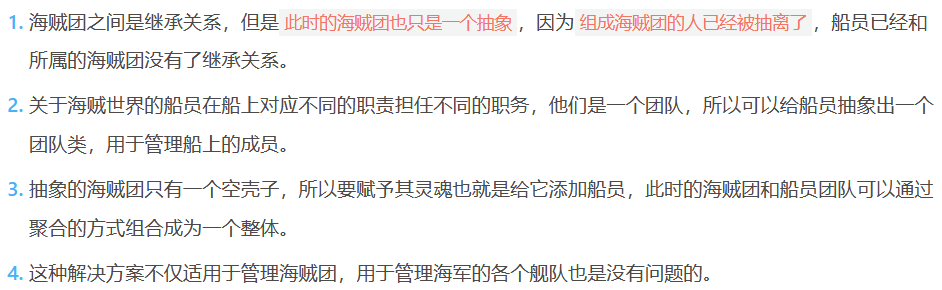 1. 海贼团之间是继承关系，但是 此时的海贼团也只是一个抽象 ，因为 组成海贼团的人已经被抽离了 ，船员已经和
所属的海贼团没有了继承关系。
2. 关于海贼世界的船员在船上对应不同的职责担任不同的职务，他们是一个团队，所以可以给船员抽象出一个
团队类，用于管理船上的成员。
3. 抽象的海贼团只有一个空壳子，所以要赋予其灵魂也就是给它添加船员，此时的海贼团和船员团队可以通过
聚合的方式组合成为一个整体。
4. 这种解决方案不仅适用于管理海贼团，用于管理海军的各个舰队也是没有问题的。